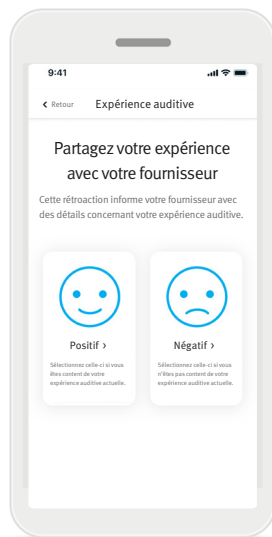 9:41
Retour Expérience auditive
Partagez votre expérience
avec votre fournisseur
Cette rétroaction informe votre fournisseur avec
des détails concernant votre expérience auditive.
Positif ›
Sélectionnez celle-ci si vous
êtes content de votre
expérience auditive actuelle.
Négatif ›
Sélectionnez celle-ci si vous
n'êtes pas content de votre
expérience auditive actuelle.